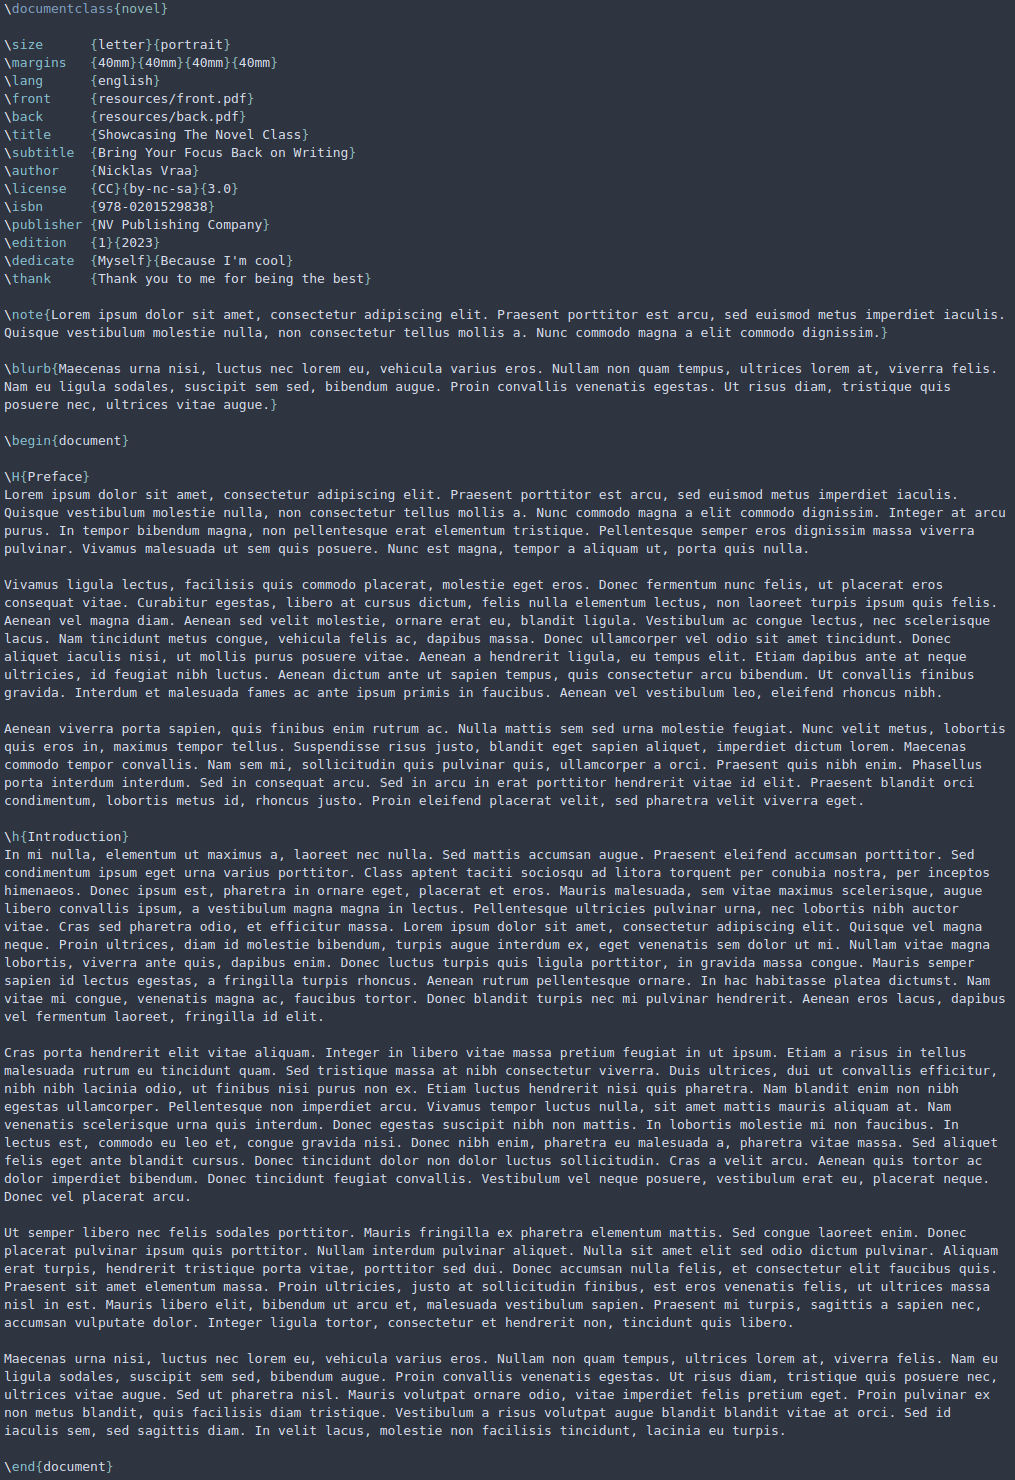 \documentclass{novel}

\size      {letter}{portrait}
\margins   {40mm}{40mm}{40mm}{40mm}
\lang      {english}
\front     {resources/front.pdf}
\back      {resources/back.pdf}
\title     {Showcasing The Novel Class}
\subtitle  {Bring Your Focus Back on Writing}
\author    {Nicklas Vraa}
\license   {CC}{by-nc-sa}{3.0}
\isbn      {978-0201529838}
\publisher {NV Publishing Company}
\edition   {1}{2023}
\dedicate  {Myself}{Because I'm cool}
\thank     {Thank you to me for being the best}

\note{Lorem ipsum dolor sit amet, consectetur adipiscing elit. Praesent porttitor est arcu, sed euismod metus imperdiet iaculis.
Quisque vestibulum molestie nulla, non consectetur tellus mollis a. Nunc commodo magna a elit commodo dignissim.}

\blurb{Maecenas urna nisi, luctus nec lorem eu, vehicula varius eros. Nullam non quam tempus, ultrices lorem at, viverra felis.
Nam eu ligula sodales, suscipit sem sed, bibendum augue. Proin convallis venenatis egestas. Ut risus diam, tristique quis
posuere nec, ultrices vitae augue.}

\begin{document}

\H{Preface}
Lorem ipsum dolor sit amet, consectetur adipiscing elit. Praesent porttitor est arcu, sed euismod metus imperdiet iaculis.
Quisque vestibulum molestie nulla, non consectetur tellus mollis a. Nunc commodo magna a elit commodo dignissim. Integer at arcu
purus. In tempor bibendum magna, non pellentesque erat elementum tristique. Pellentesque semper eros dignissim massa viverra
pulvinar. Vivamus malesuada ut sem quis posuere. Nunc est magna, tempor a aliquam ut, porta quis nulla.

Vivamus ligula lectus, facilisis quis commodo placerat, molestie eget eros. Donec fermentum nunc felis, ut placerat eros
consequat vitae. Curabitur egestas, libero at cursus dictum, felis nulla elementum lectus, non laoreet turpis ipsum quis felis.
Aenean vel magna diam. Aenean sed velit molestie, ornare erat eu, blandit ligula. Vestibulum ac congue lectus, nec scelerisque
lacus. Nam tincidunt metus congue, vehicula felis ac, dapibus massa. Donec ullamcorper vel odio sit amet tincidunt. Donec
aliquet iaculis nisi, ut mollis purus posuere vitae. Aenean a hendrerit ligula, eu tempus elit. Etiam dapibus ante at neque
ultricies, id feugiat nibh luctus. Aenean dictum ante ut sapien tempus, quis consectetur arcu bibendum. Ut convallis finibus
gravida. Interdum et malesuada fames ac ante ipsum primis in faucibus. Aenean vel vestibulum leo, eleifend rhoncus nibh.

Aenean viverra porta sapien, quis finibus enim rutrum ac. Nulla mattis sem sed urna molestie feugiat. Nunc velit metus, lobortis
quis eros in, maximus tempor tellus. Suspendisse risus justo, blandit eget sapien aliquet, imperdiet dictum lorem. Maecenas
commodo tempor convallis. Nam sem mi, sollicitudin quis pulvinar quis, ullamcorper a orci. Praesent quis nibh enim. Phasellus
porta interdum interdum. Sed in consequat arcu. Sed in arcu in erat porttitor hendrerit vitae id elit. Praesent blandit orci
condimentum, lobortis metus id, rhoncus justo. Proin eleifend placerat velit, sed pharetra velit viverra eget.

\h{Introduction}
In mi nulla, elementum ut maximus a, laoreet nec nulla. Sed mattis accumsan augue. Praesent eleifend accumsan porttitor. Sed
condimentum ipsum eget urna varius porttitor. Class aptent taciti sociosqu ad litora torquent per conubia nostra, per inceptos
himenaeos. Donec ipsum est, pharetra in ornare eget, placerat et eros. Mauris malesuada, sem vitae maximus scelerisque, augue
libero convallis ipsum, a vestibulum magna magna in lectus. Pellentesque ultricies pulvinar urna, nec lobortis nibh auctor
vitae. Cras sed pharetra odio, et efficitur massa. Lorem ipsum dolor sit amet, consectetur adipiscing elit. Quisque vel magna
neque. Proin ultrices, diam id molestie bibendum, turpis augue interdum ex, eget venenatis sem dolor ut mi. Nullam vitae magna
lobortis, viverra ante quis, dapibus enim. Donec luctus turpis quis ligula porttitor, in gravida massa congue. Mauris semper
sapien id lectus egestas, a fringilla turpis rhoncus. Aenean rutrum pellentesque ornare. In hac habitasse platea dictumst. Nam
vitae mi congue, venenatis magna ac, faucibus tortor. Donec blandit turpis nec mi pulvinar hendrerit. Aenean eros lacus, dapibus
vel fermentum laoreet, fringilla id elit.

Cras porta hendrerit elit vitae aliquam. Integer in libero vitae massa pretium feugiat in ut ipsum. Etiam a risus in tellus
malesuada rutrum eu tincidunt quam. Sed tristique massa at nibh consectetur viverra. Duis ultrices, dui ut convallis efficitur,
nibh nibh lacinia odio, ut finibus nisi purus non ex. Etiam luctus hendrerit nisi quis pharetra. Nam blandit enim non nibh
egestas ullamcorper. Pellentesque non imperdiet arcu. Vivamus tempor luctus nulla, sit amet mattis mauris aliquam at. Nam
venenatis scelerisque urna quis interdum. Donec egestas suscipit nibh non mattis. In lobortis molestie mi non faucibus. In
lectus est, commodo eu leo et, congue gravida nisi. Donec nibh enim, pharetra eu malesuada a, pharetra vitae massa. Sed aliquet
felis eget ante blandit cursus. Donec tincidunt dolor non dolor luctus sollicitudin. Cras a velit arcu. Aenean quis tortor ac
dolor imperdiet bibendum. Donec tincidunt feugiat convallis. Vestibulum vel neque posuere, vestibulum erat eu, placerat neque.
Donec vel placerat arcu.

Ut semper libero nec felis sodales porttitor. Mauris fringilla ex pharetra elementum mattis. Sed congue laoreet enim. Donec
placerat pulvinar ipsum quis porttitor. Nullam interdum pulvinar aliquet. Nulla sit amet elit sed odio dictum pulvinar. Aliquam
erat turpis, hendrerit tristique porta vitae, porttitor sed dui. Donec accumsan nulla felis, et consectetur elit faucibus quis.
Praesent sit amet elementum massa. Proin ultricies, justo at sollicitudin finibus, est eros venenatis felis, ut ultrices massa
nisl in est. Mauris libero elit, bibendum ut arcu et, malesuada vestibulum sapien. Praesent mi turpis, sagittis a sapien nec,
accumsan vulputate dolor. Integer ligula tortor, consectetur et hendrerit non, tincidunt quis libero.

Maecenas urna nisi, luctus nec lorem eu, vehicula varius eros. Nullam non quam tempus, ultrices lorem at, viverra felis. Nam eu
ligula sodales, suscipit sem sed, bibendum augue. Proin convallis venenatis egestas. Ut risus diam, tristique quis posuere nec,
ultrices vitae augue. Sed ut pharetra nisl. Mauris volutpat ornare odio, vitae imperdiet felis pretium eget. Proin pulvinar ex
non metus blandit, quis facilisis diam tristique. Vestibulum a risus volutpat augue blandit blandit vitae at orci. Sed id
iaculis sem, sed sagittis diam. In velit lacus, molestie non facilisis tincidunt, lacinia eu turpis.

\end{document}